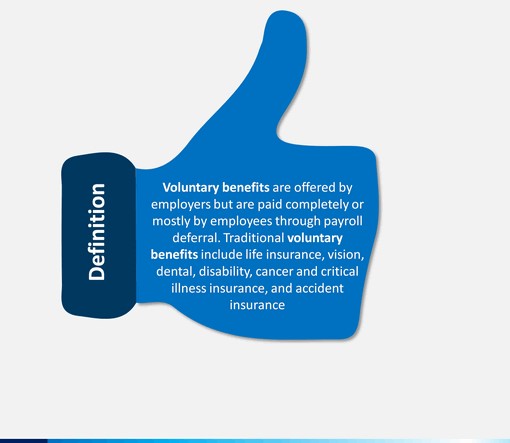 Definition
Voluntary benefits are offered by
employers but are paid completely or
mostly by employees through payroll
deferral. Traditional voluntary
benefits include life insurance, vision,
dental, disability, cancer and critical
illness insurance, and accident
insurance